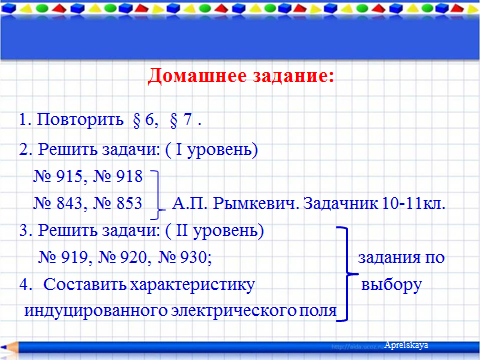 Домашнее задание:
1. Повторить § 6, § 7 .
2. Решить задачи: ( I уровень)
№ 915, № 918
№ 843, № 853 А.П. Рымкевич. Задачник 10-11кл.
3. Решить задачи: ( II уровень)
№ 919, № 920, № 930; задания по
4. Составить характеристику выбору
индуцированного электрического поля
Aprelskaya